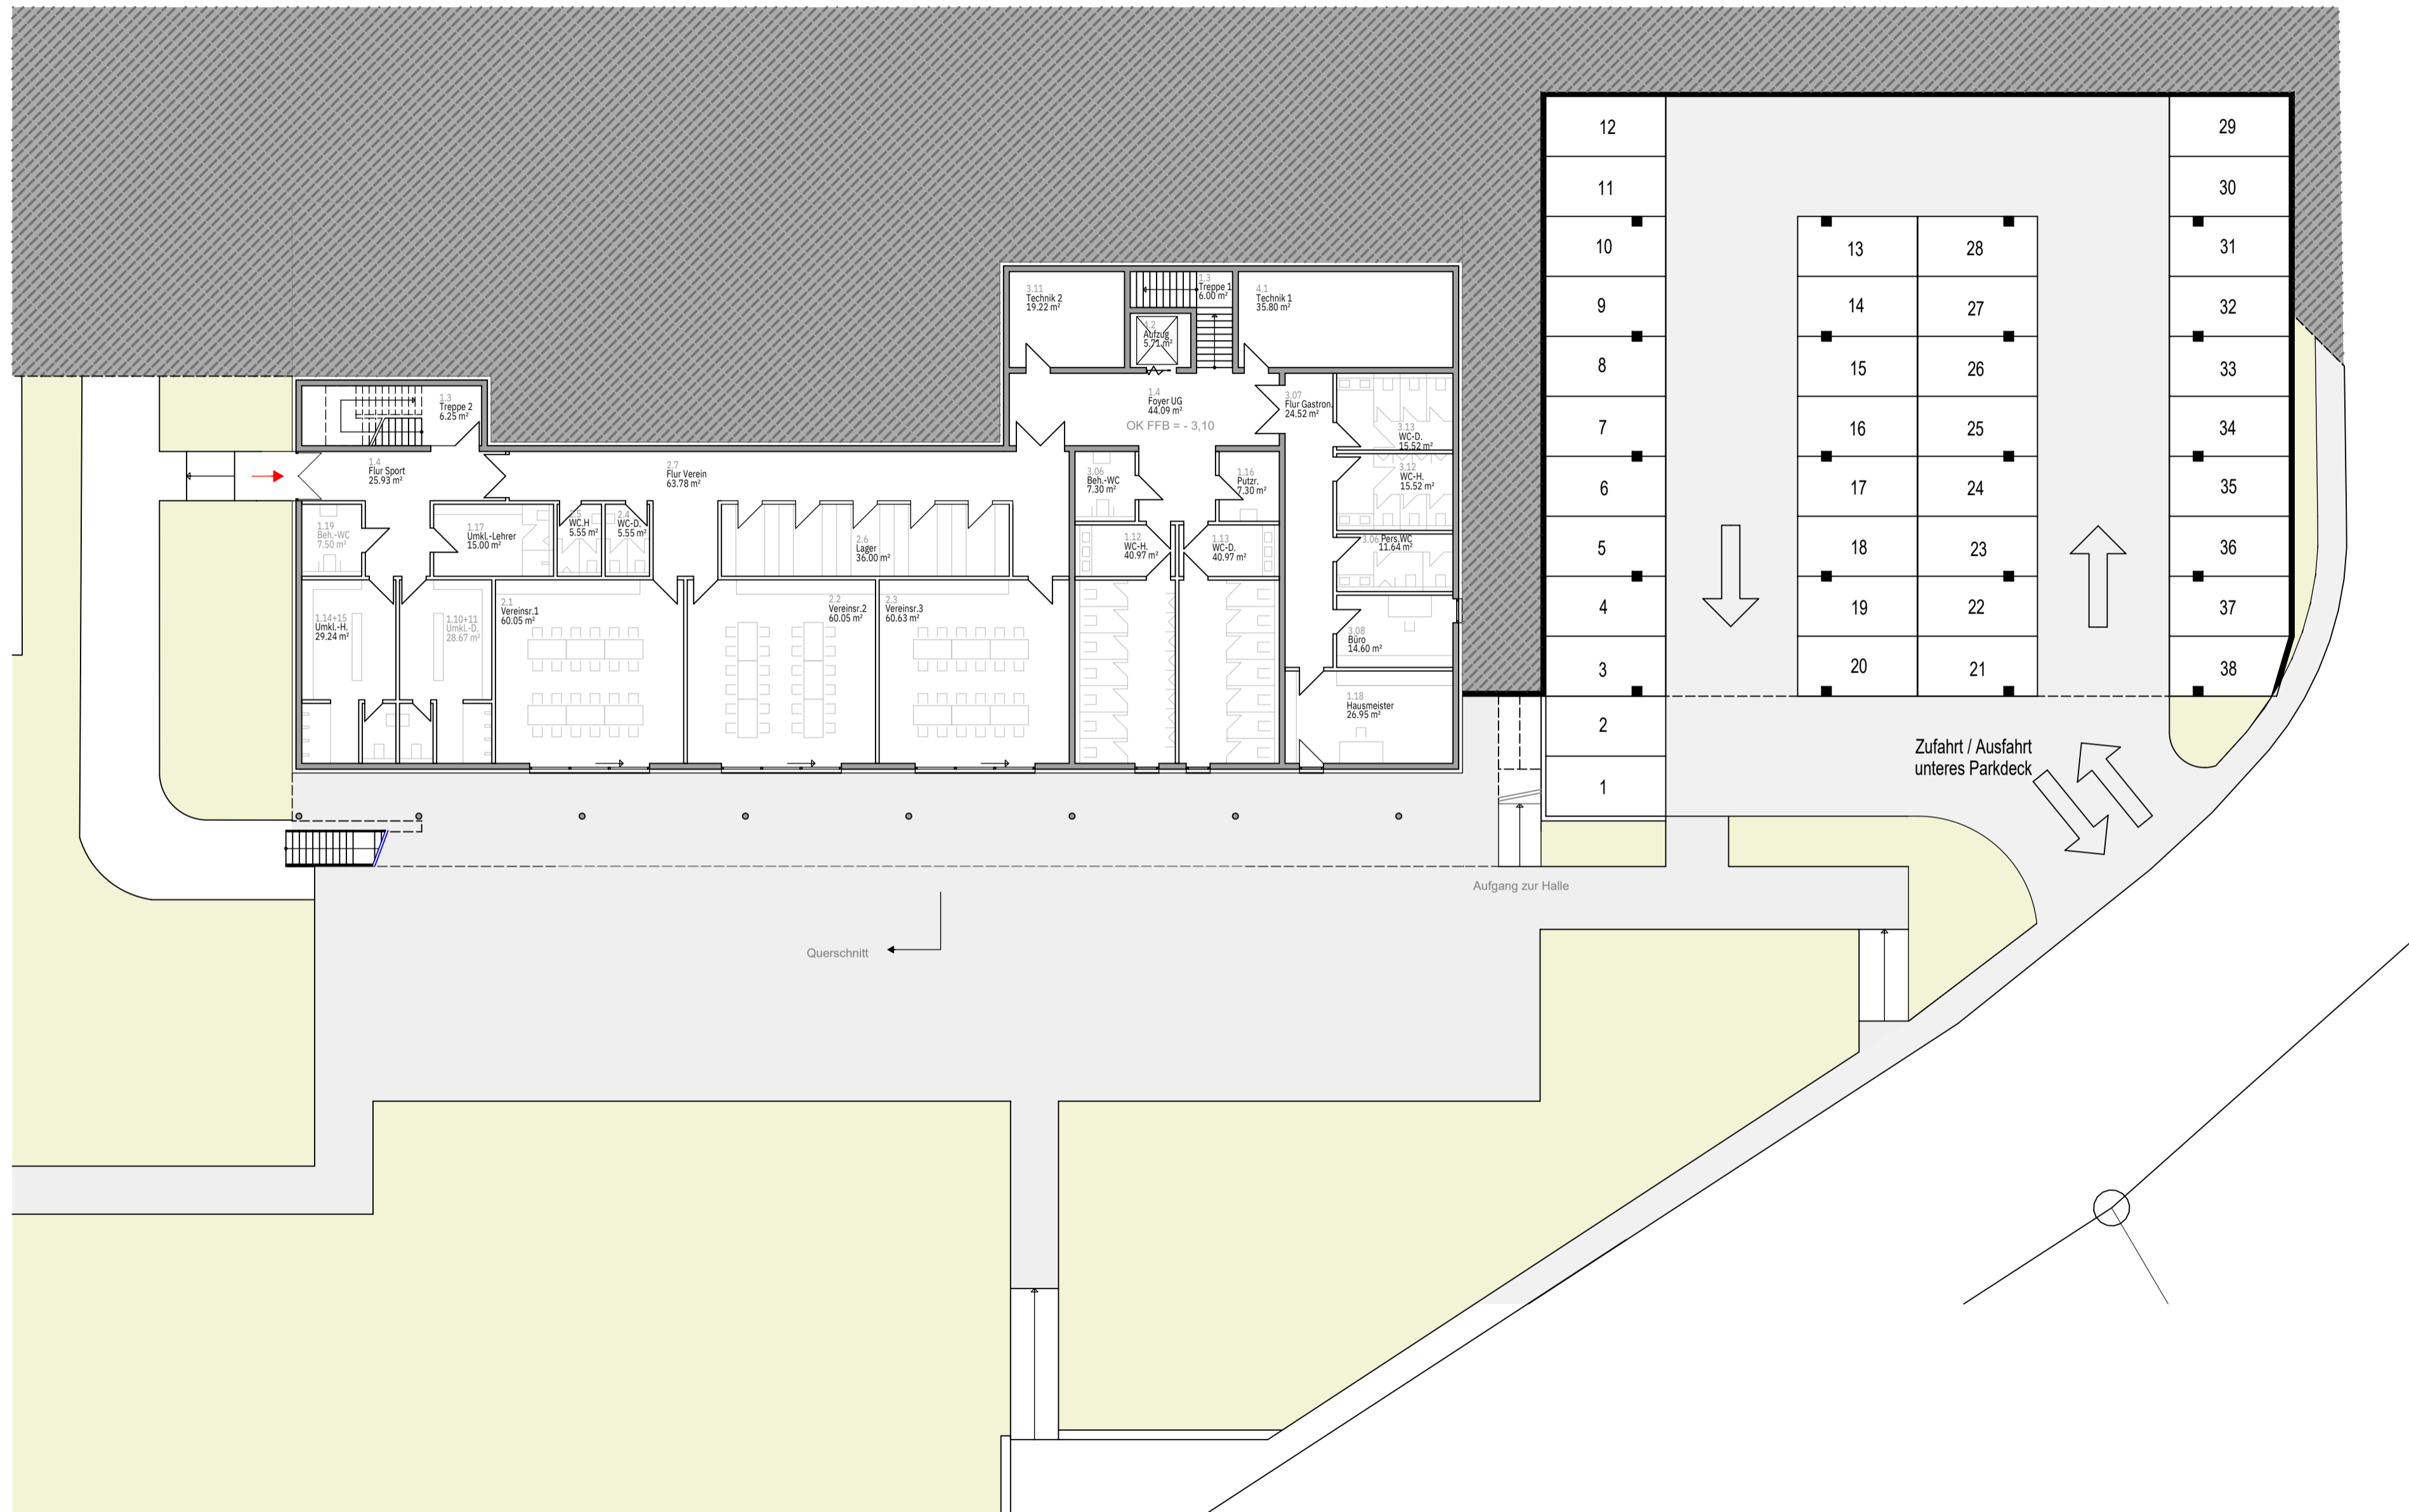 12
29
11
30
10
13
28
31
9
14
27
32
8
15
26
33
7
16
25
34
6
17
24
35
5
18
23
36
4
19
22
37
3
20
21
38
2
1
Zufahrt / Ausfahrt
unteres Parkdeck
3.11
Technik 2
19.22 m²
1.3
Treppe 1
6.00 m²
4.1
Technik 1
35.80 m²
Aufzug
5.71 m²
1.3
Treppe 2
6.25 m²
1.4
Foyer UG
44.09 m²
OK FFB = - 3,10
3.07
Flur Gastron.
24.52 m²
3.13
WC-D.
15.52 m²
1.4
Flur Sport
25.93 m²
2.7
Flur Verein
63.78 m²
3.06
Beh.-WC
7.30 m²
1.16
Putzr.
7.30 m²
3.12
WC-H.
15.52 m²
1.19
Beh.-WC
7.50 m²
1.17
Umkl.-Lehrer
15.00 m²
WC.H
5.55 m²
2.4
WC-D.
5.55 m²
2.6
Lager
36.00 m²
1.12
WC-H.
40.97 m²
1.13
WC-D.
40.97 m²
3.06 Pers.WC
11.64 m²
1.14+15
Umkl.-H.
29.24 m²
1.10+11
Umkl.-D.
28.67 m²
2.1
Vereinsr.1
60.05 m²
2.2
Vereinsr.2
60.05 m²
2.3
Vereinsr.3
60.63 m²
3.08
Büro
14.60 m²
1.18
Hausmeister
26.95 m²
Aufgang zur Halle
Querschnitt